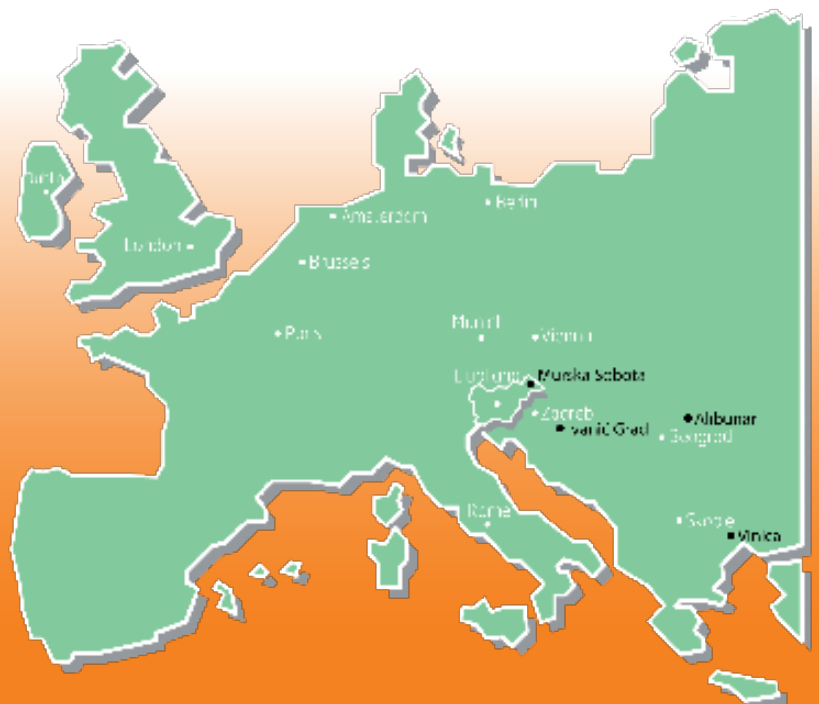 Dublin
London
Amsterdam
Berlin
Brussels
Paris
Munich
Vienna
Ljubljana
Murska Sobota
Zagreb
Ivanić Grad
Alibunar
Beograd
Rome
Skopje
Vinica